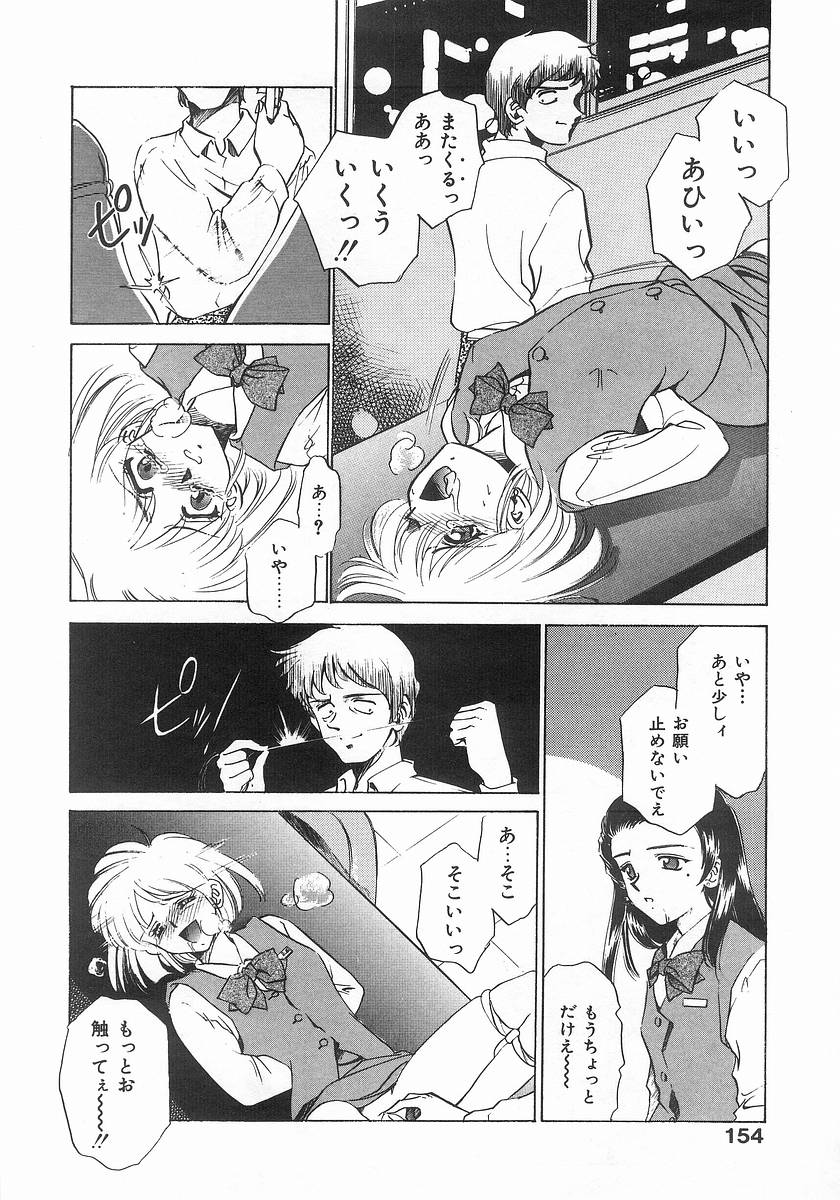 いいっ
あひいっ
またくるっ
ああっ
いくう
いくっ!!
ピッ
あ…?
いや……
いや…
あと少しィ
お願い
止めないでえ
もうちょっと
だけえ〜〜
ピッ
あ…そこ
そこいいっ
もっとお
触ってぇ〜〜!!
154